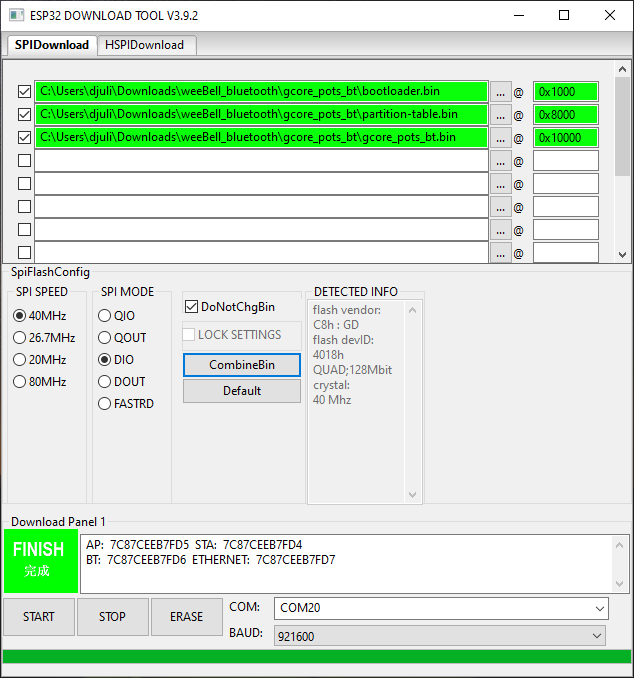 ESP32 DOWNLOAD TOOL V3.9.2
SPIDownload HSPIDownload
C:\Users\djuli\Downloads\weeBell_bluetooth\gcore_pots_bt\bootloader.bin ... @ 0x1000
C:\Users\djuli\Downloads\weeBell_bluetooth\gcore_pots_bt\partition-table.bin ... @ 0x8000
C:\Users\djuli\Downloads\weeBell_bluetooth\gcore_pots_bt\gcore_pots_bt.bin ... @ 0x10000
... @
... @
... @
... @
... @
SpiFlashConfig
SPI SPEED
40MHz
26.7MHz
20MHz
80MHz
SPI MODE
QIO
QOUT
DIO
DOUT
FASTRD
DoNotChgBin
LOCK SETTINGS
CombineBin
Default
DETECTED INFO
flash vendor:
C8h : GD
flash devID:
4018h
QUAD;128Mbit
crystal:
40 Mhz
Download Panel 1
FINISH
完成
AP: 7C87CEEB7FD5 STA: 7C87CEEB7FD4
BT: 7C87CEEB7FD6 ETHERNET: 7C87CEEB7FD7
START STOP ERASE
COM: COM20
BAUD: 921600